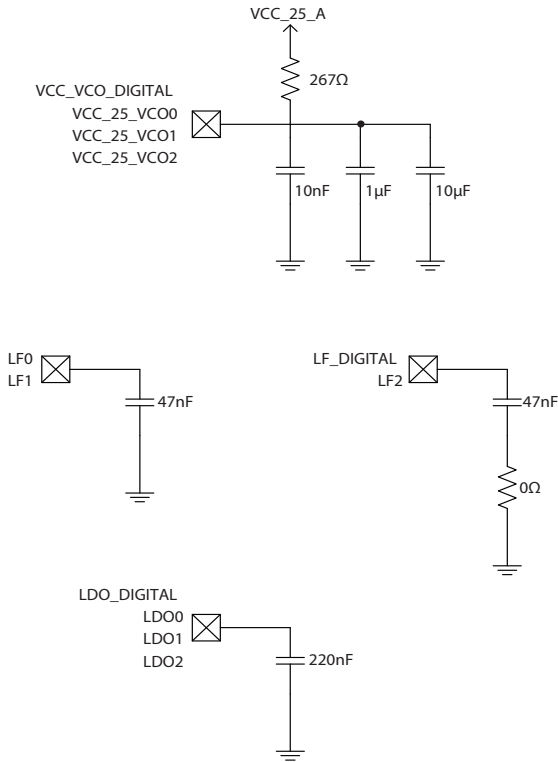 VCC_25_A
267Ω
VCC_VCO_DIGITAL
VCC_25_VCO0
VCC_25_VCO1
VCC_25_VCO2
10nF
1µF
10µF
LF0
LF1
47nF
LF_DIGITAL
LF2
47nF
0Ω
LDO_DIGITAL
LDO0
LDO1
LDO2
220nF